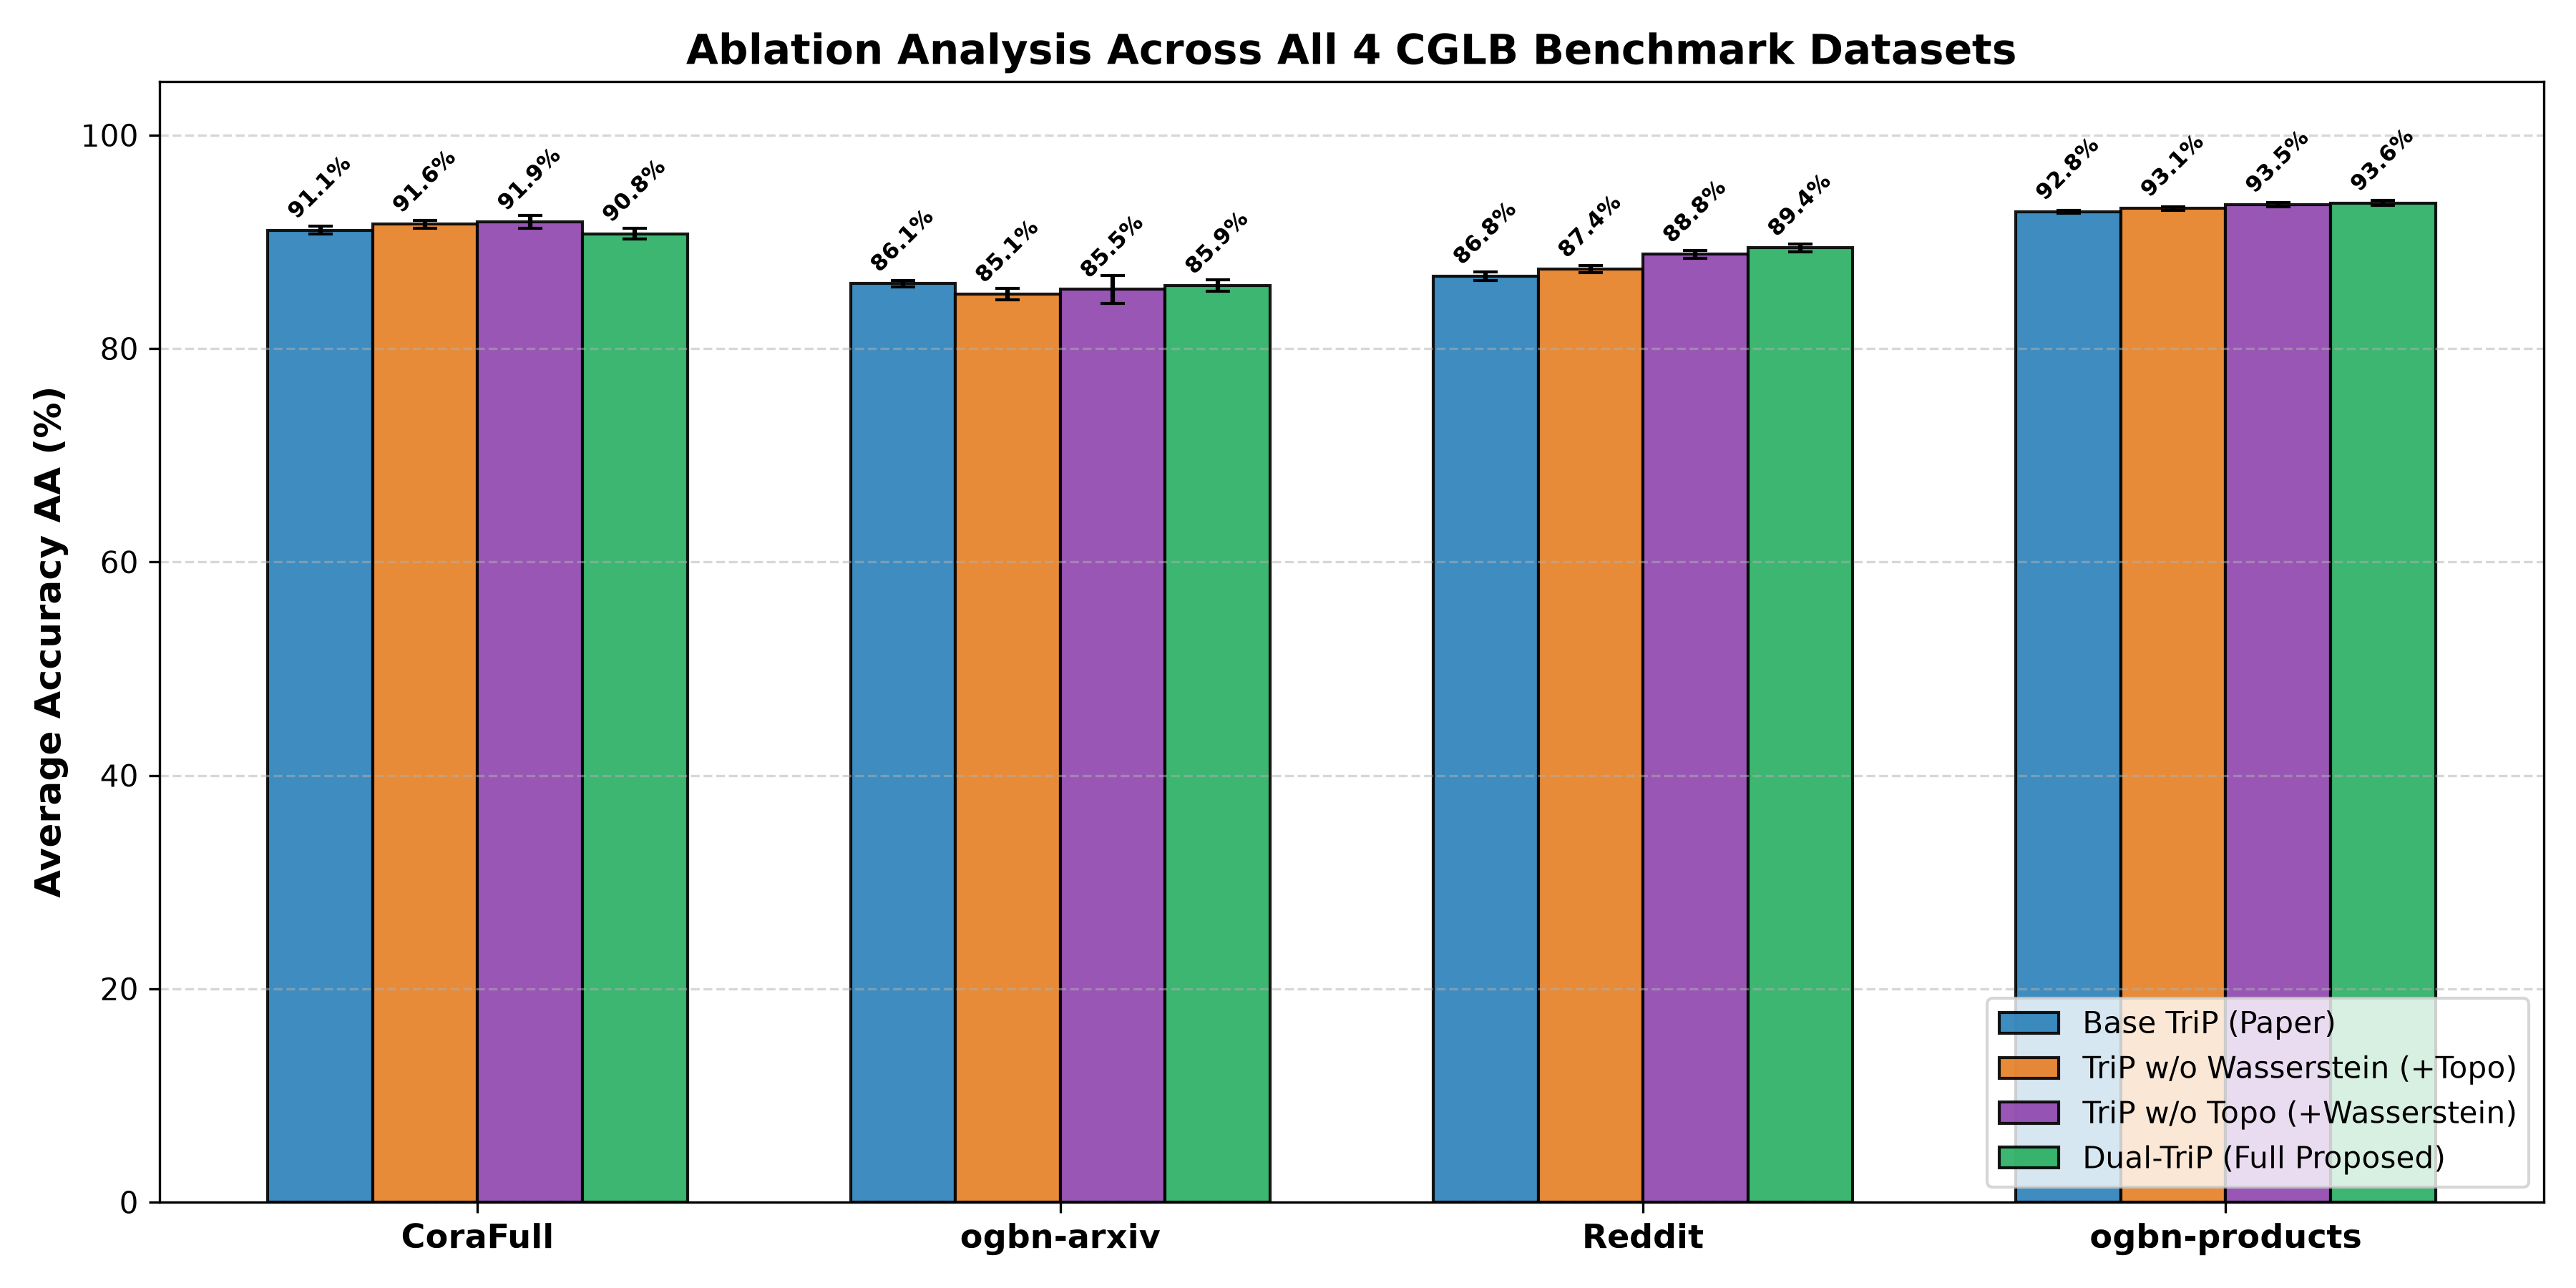 Ablation Analysis Across All 4 CGLB Benchmark Datasets
Average Accuracy AA (%)
100
80
60
40
20
0
91.1%
91.6%
91.9%
90.8%
86.1%
85.1%
85.5%
85.9%
86.8%
87.4%
88.8%
89.4%
92.8%
93.1%
93.5%
93.6%
Base TriP (Paper)
TriP w/o Wasserstein (+Topo)
TriP w/o Topo (+Wasserstein)
Dual-TriP (Full Proposed)
CoraFull
ogbn-arxiv
Reddit
ogbn-products